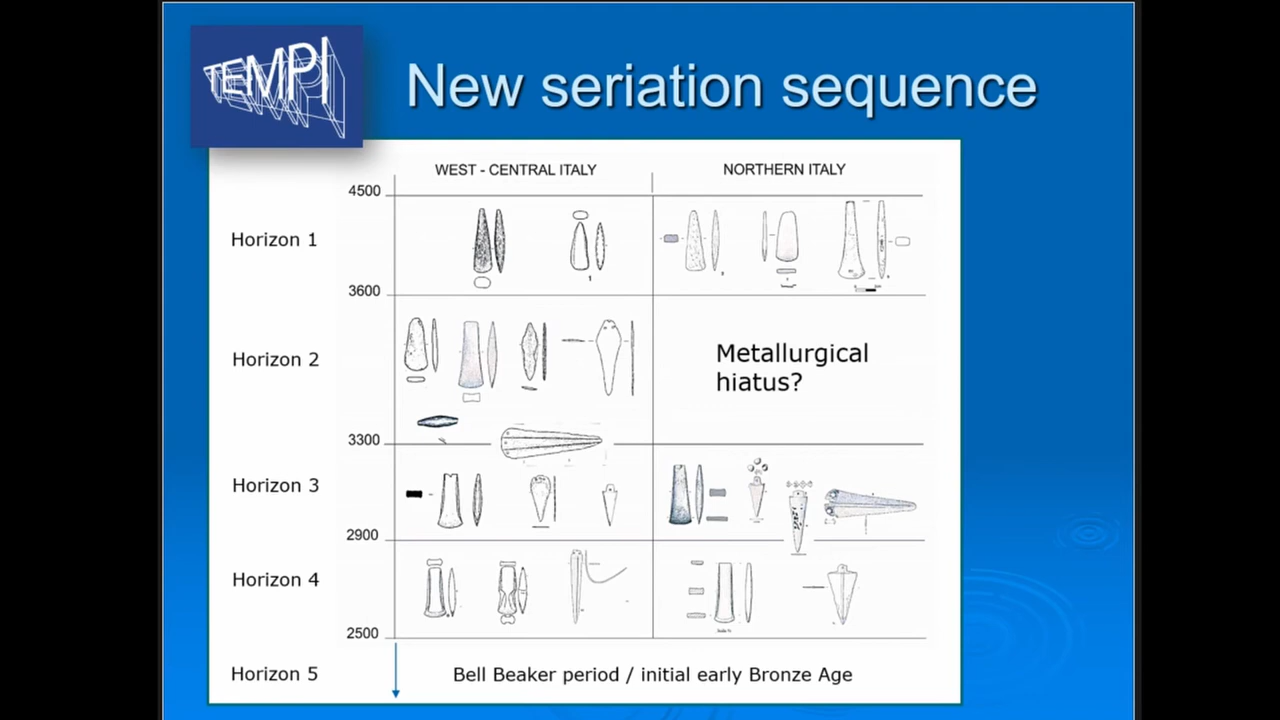 TEMPI
New seriation sequence
WEST - CENTRAL ITALY
NORTHERN ITALY
4500
Horizon 1
3600
Horizon 2
Metallurgical
hiatus?
3300
Horizon 3
2900
Horizon 4
2500
Horizon 5
Bell Beaker period / initial early Bronze Age